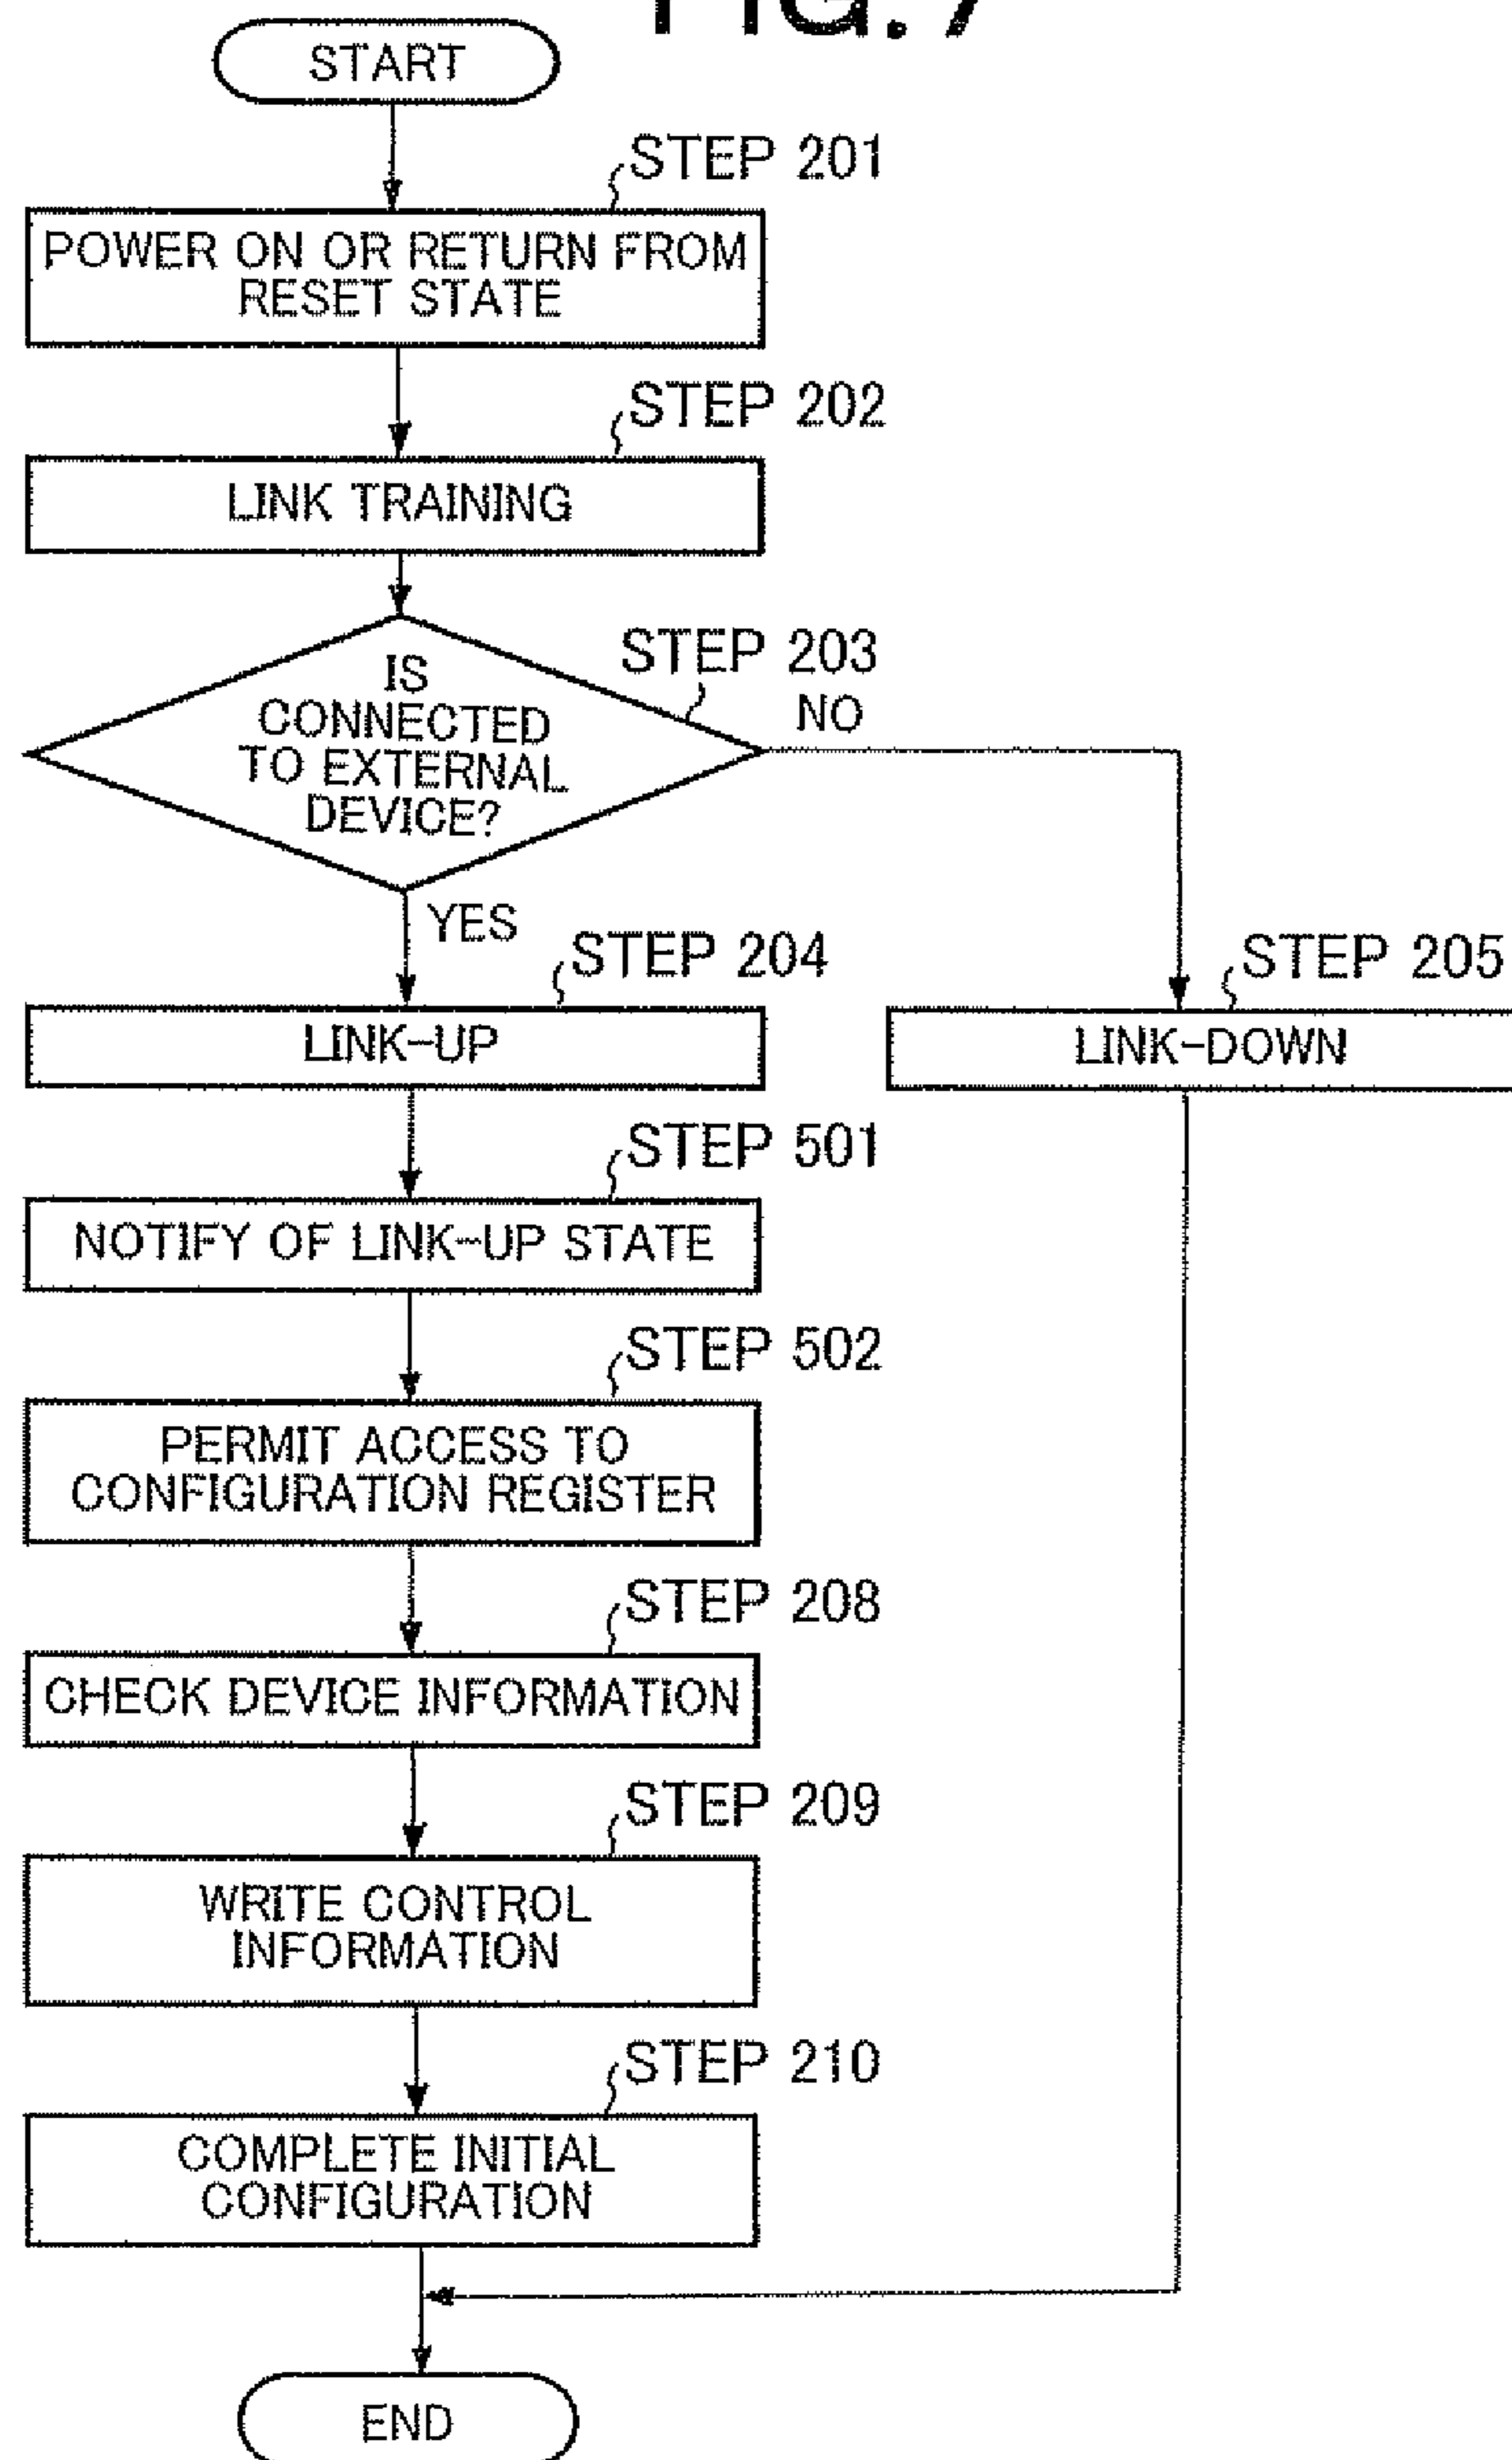 FIG.7
START
STEP 201
POWER ON OR RETURN FROM
RESET STATE
STEP 202
LINK TRAINING
STEP 203
IS
CONNECTED
TO EXTERNAL
DEVICE?
NO
YES
STEP 204
LINK-UP
STEP 205
LINK-DOWN
STEP 501
NOTIFY OF LINK-UP STATE
STEP 502
PERMIT ACCESS TO
CONFIGURATION REGISTER
STEP 208
CHECK DEVICE INFORMATION
STEP 209
WRITE CONTROL
INFORMATION
STEP 210
COMPLETE INITIAL
CONFIGURATION
END